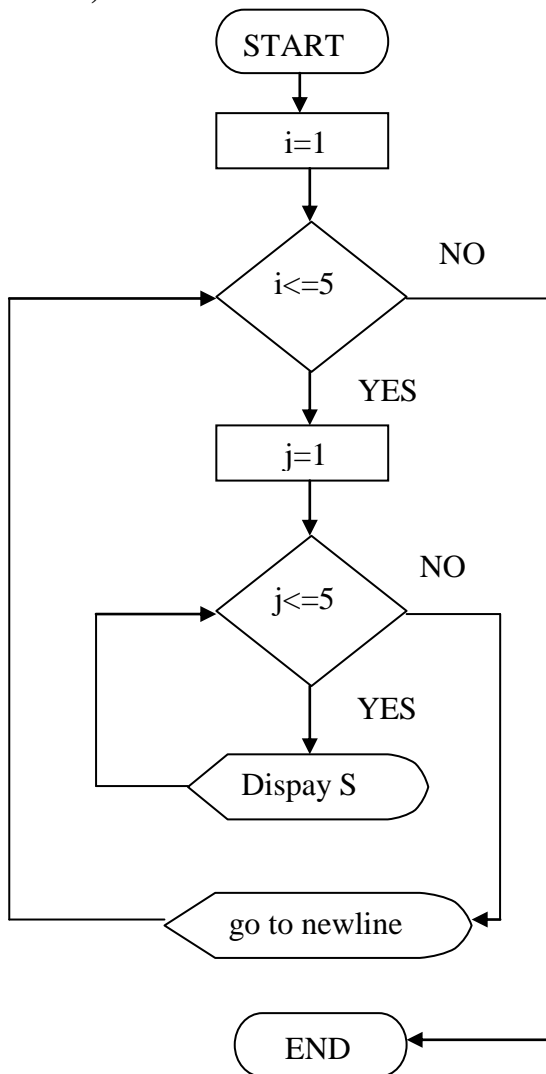 START
i=1
NO
i<=5
YES
j=1
NO
j<=5
YES
Dispay S
go to newline
END